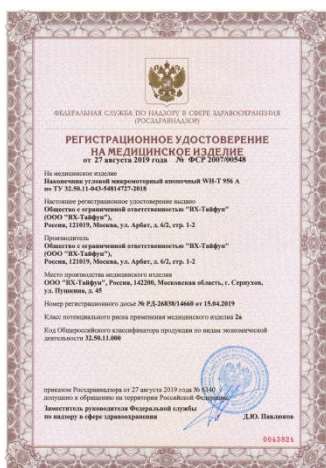 ФЕДЕРАЛЬНАЯ СЛУЖБА ПО НАДЗОРУ В СФЕРЕ ЗДРАВООХРАНЕНИЯ
(РОСЗДРАВНАДЗОР)
РЕГИСТРАЦИОННОЕ УДОСТОВЕРЕНИЕ
НА МЕДИЦИНСКОЕ ИЗДЕЛИЕ
от 27 августа 2019 года № ФСР 2007/00548
На медицинское изделие
Наконечник угловой микромоторный кнопочный WH-T 956 А
по ТУ 32.50.11-043-54814727-2018
Настоящее регистрационное удостоверение выдано
Общество с ограниченной ответственностью "ВХ-Тайфун"
(ООО "ВХ-Тайфун"),
Россия, 121019, Москва, ул. Арбат, д. 6/2, стр. 1-2
Производитель
Общество с ограниченной ответственностью "ВХ-Тайфун"
(ООО "ВХ-Тайфун"),
Россия, 121019, Москва, ул. Арбат, д. 6/2, стр. 1-2
Место производства медицинского изделия
ООО "ВХ-Тайфун", Россия, 142200, Московская область, г. Серпухов,
ул. Пушкина, д. 45
Номер регистрационного досье № РД-26838/14660 от 15.04.2019
Класс потенциального риска применения медицинского изделия 2а
Код Общероссийского классификатора продукции по видам экономической
деятельности 32.50.11.000
приказом Росздравнадзора от 27 августа 2019 года № 6340
допущено к обращению на территории Российской Федерации.
Заместитель руководителя Федеральной службы
по надзору в сфере здравоохранения
Д.Ю. Павлюков
0043824